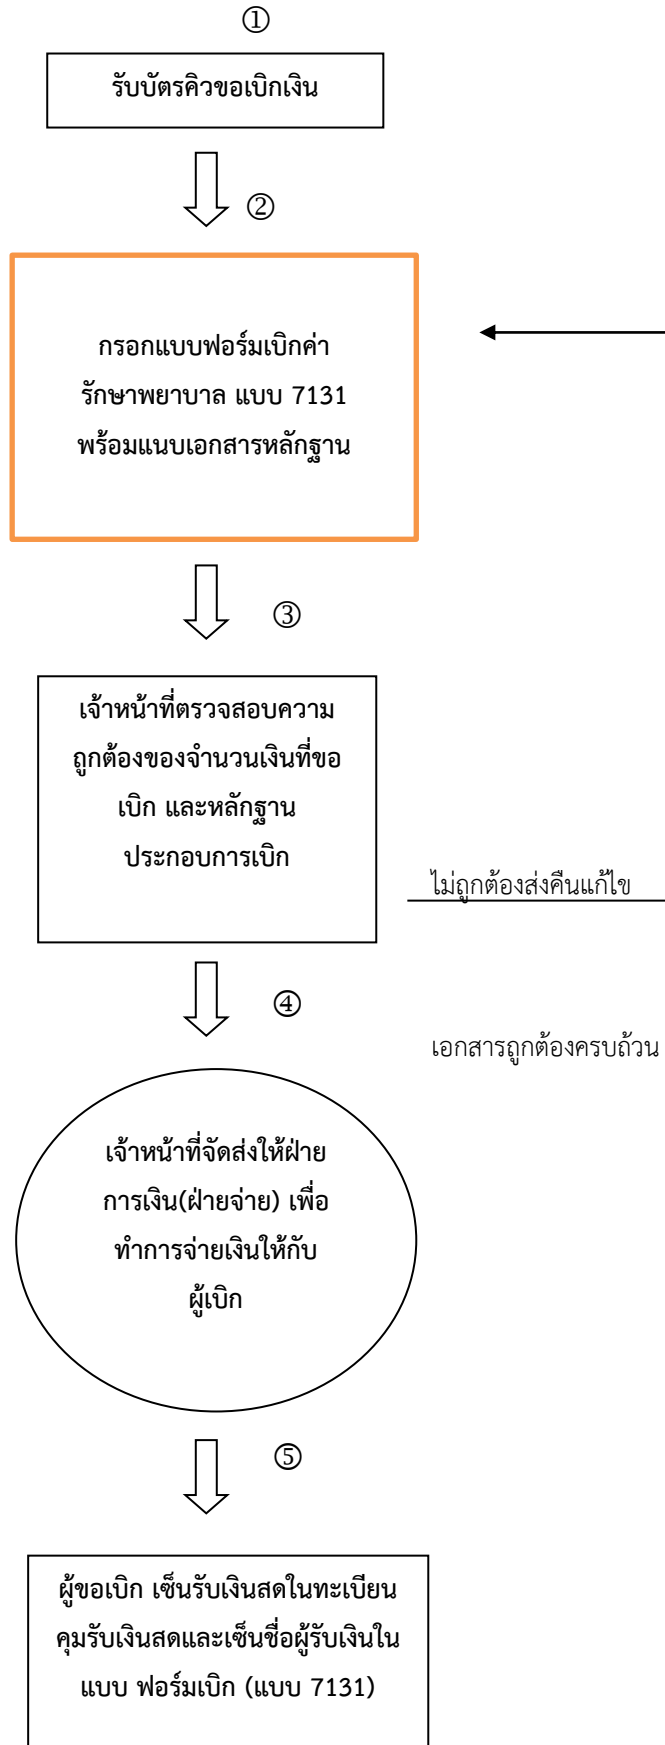 ①
รับบัตรคิวขอเบิกเงิน
②
กรอกแบบฟอร์มเบิกค่า
รักษาพยาบาล แบบ 7131
พร้อมแนบเอกสารหลักฐาน
③
เจ้าหน้าที่ตรวจสอบความ
ถูกต้องของจำนวนเงินที่ขอ
เบิก และหลักฐาน
ประกอบการเบิก
ไม่ถูกต้องส่งคืนแก้ไข
④
เอกสารถูกต้องครบถ้วน
เจ้าหน้าที่จัดส่งให้ฝ่าย
การเงิน(ฝ่ายจ่าย) เพื่อ
ทำการจ่ายเงินให้กับ
ผู้เบิก
⑤
ผู้ขอเบิก เซ็นรับเงินสดในทะเบียน
คุมรับเงินสดและเซ็นชื่อผู้รับเงินใน
แบบ ฟอร์มเบิก (แบบ 7131)